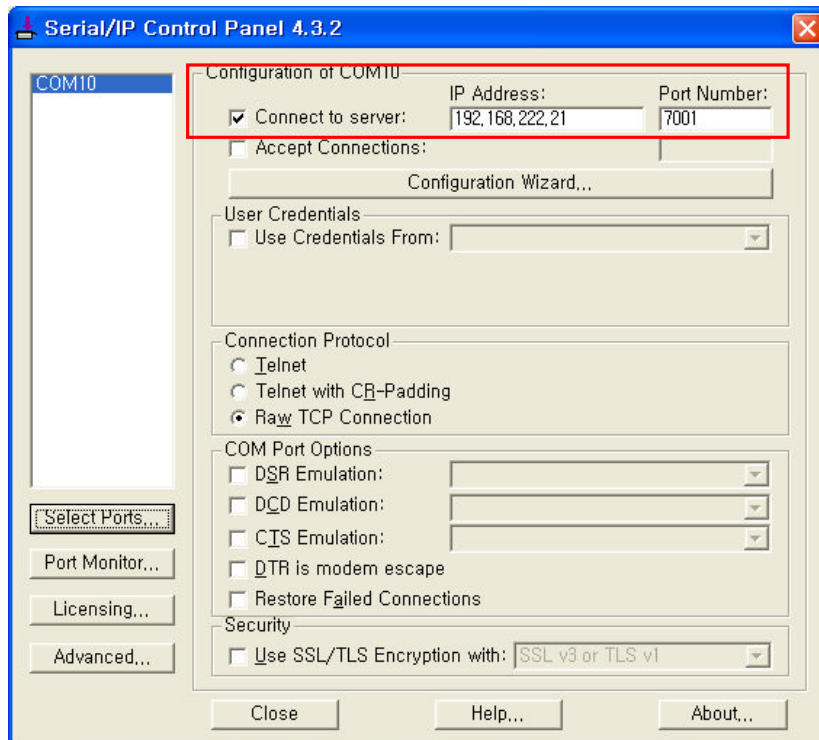 Serial/IP Control Panel 4.3.2
COM10
Select Ports...
Port Monitor...
Licensing...
Advanced...
Configuration of COM10
IP Address: Port Number:
Connect to server: 192.168.222.21 7001
Accept Connections:
Configuration Wizard...
User Credentials
Use Credentials From:
Connection Protocol
Telnet
Telnet with CR-Padding
Raw TCP Connection
COM Port Options
DSR Emulation:
DCD Emulation:
CTS Emulation:
DTR is modem escape
Restore Failed Connections
Security
Use SSL/TLS Encryption with: SSL v3 or TLS v1
Close Help... About...